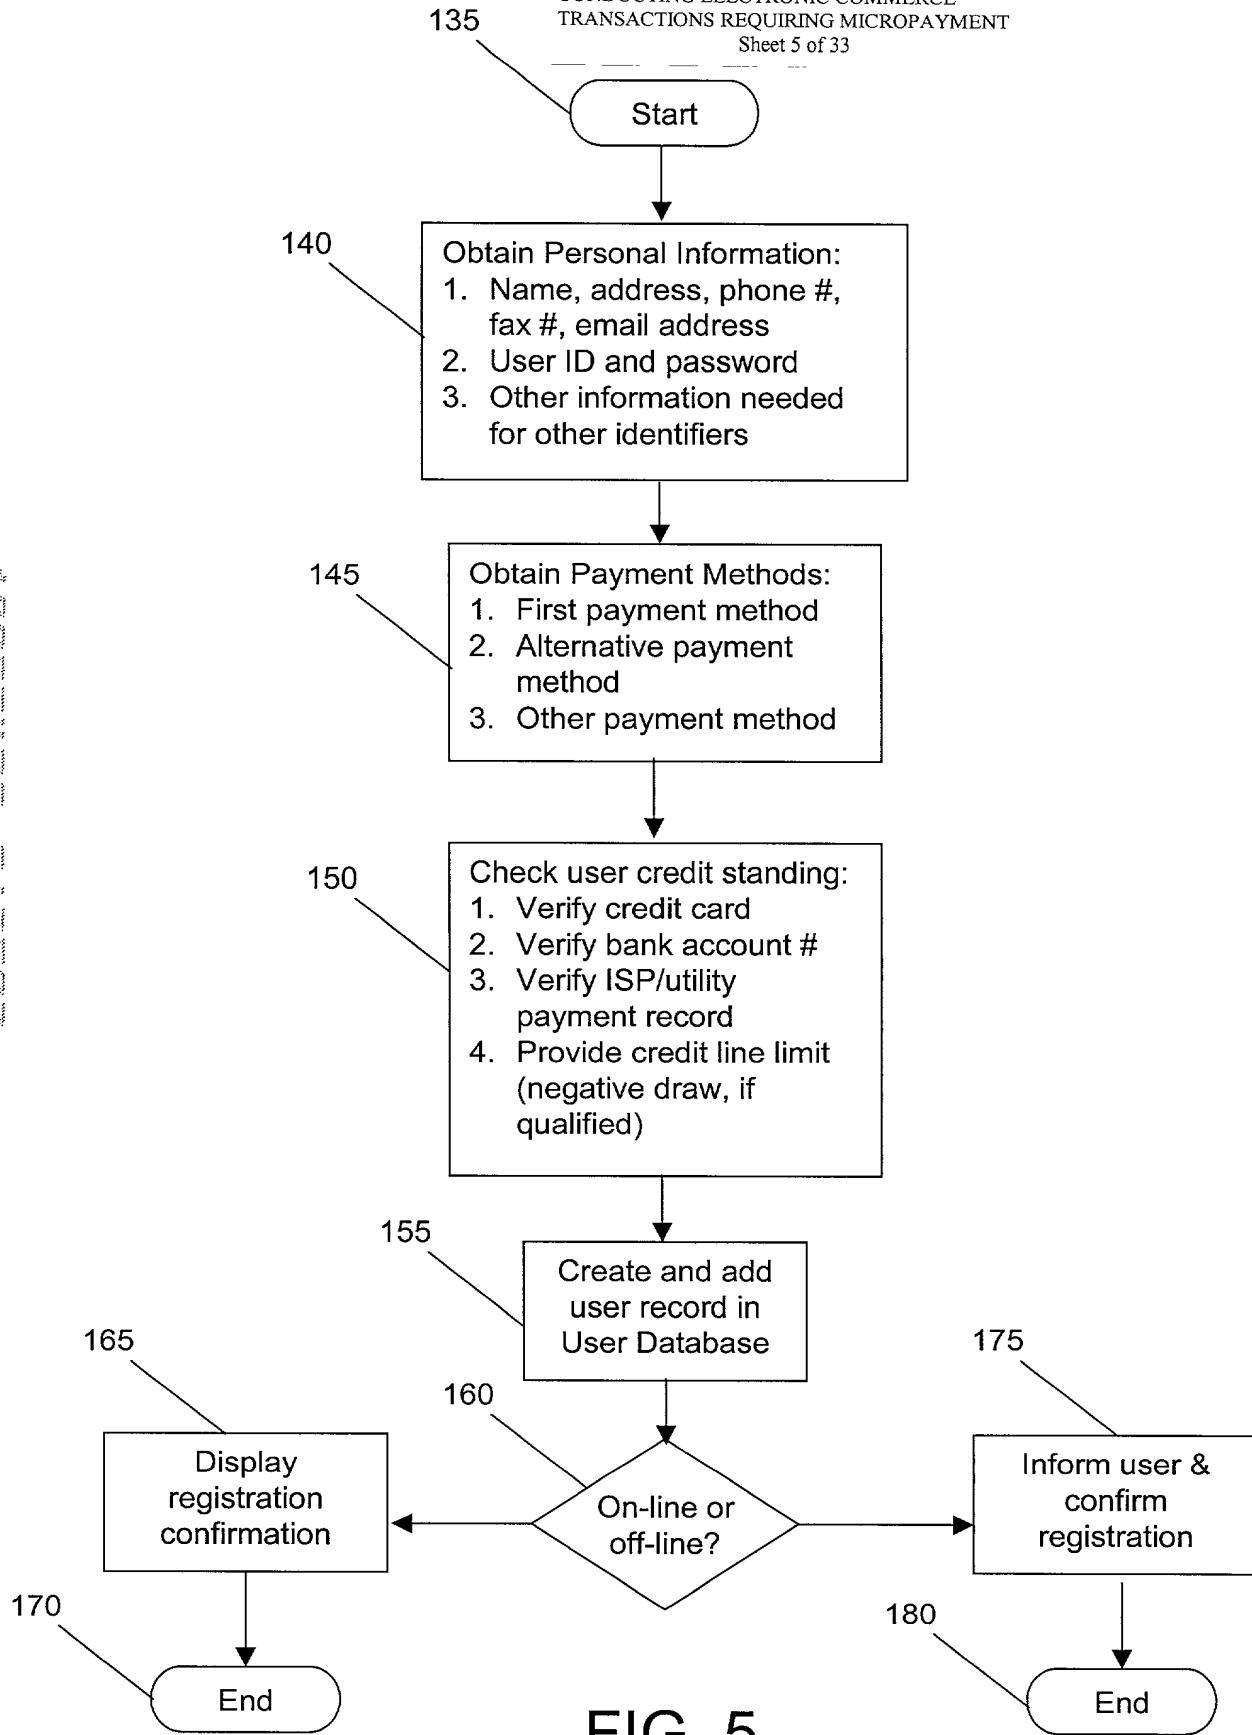 CONDUCTING ELECTRONIC COMMERCE
TRANSACTIONS REQUIRING MICROPAYMENT
Sheet 5 of 33
135
Start
140
Obtain Personal Information:
1. Name, address, phone #,
fax #, email address
2. User ID and password
3. Other information needed
for other identifiers
145
Obtain Payment Methods:
1. First payment method
2. Alternative payment
method
3. Other payment method
150
Check user credit standing:
1. Verify credit card
2. Verify bank account #
3. Verify ISP/utility
payment record
4. Provide credit line limit
(negative draw, if
qualified)
155
Create and add
user record in
User Database
160
On-line or
off-line?
165
Display
registration
confirmation
170
End
175
Inform user &
confirm
registration
180
End
FIG. 5